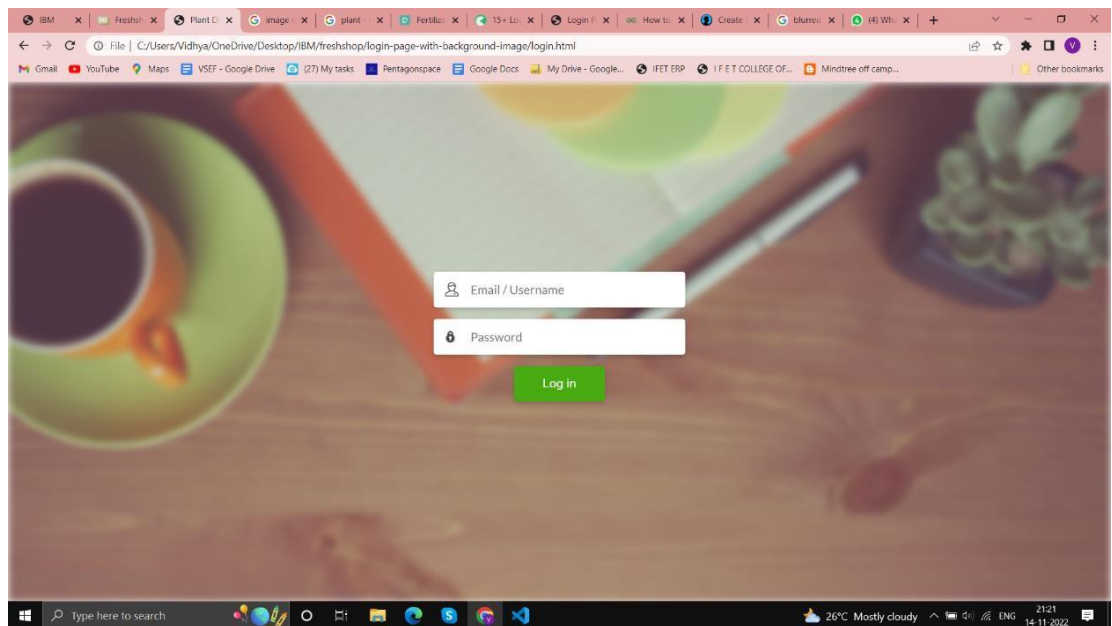 IBM Freshsh Plant D image plant - Fertilize 15+ Log Login F How to Create blurred (4) Wh
File | C:/Users/Vidhya/OneDrive/Desktop/IBM/freshshop/login-page-with-background-image/login.html
Gmail YouTube Maps VSEF - Google Drive (27) My tasks Pentagonspace Google Docs My Drive - Google... IFET ERP I F E T COLLEGE OF... Mindtree off camp... Other bookmarks
Email / Username
Password
Log in
Type here to search 26°C Mostly cloudy ENG 21:21
14-11-2022